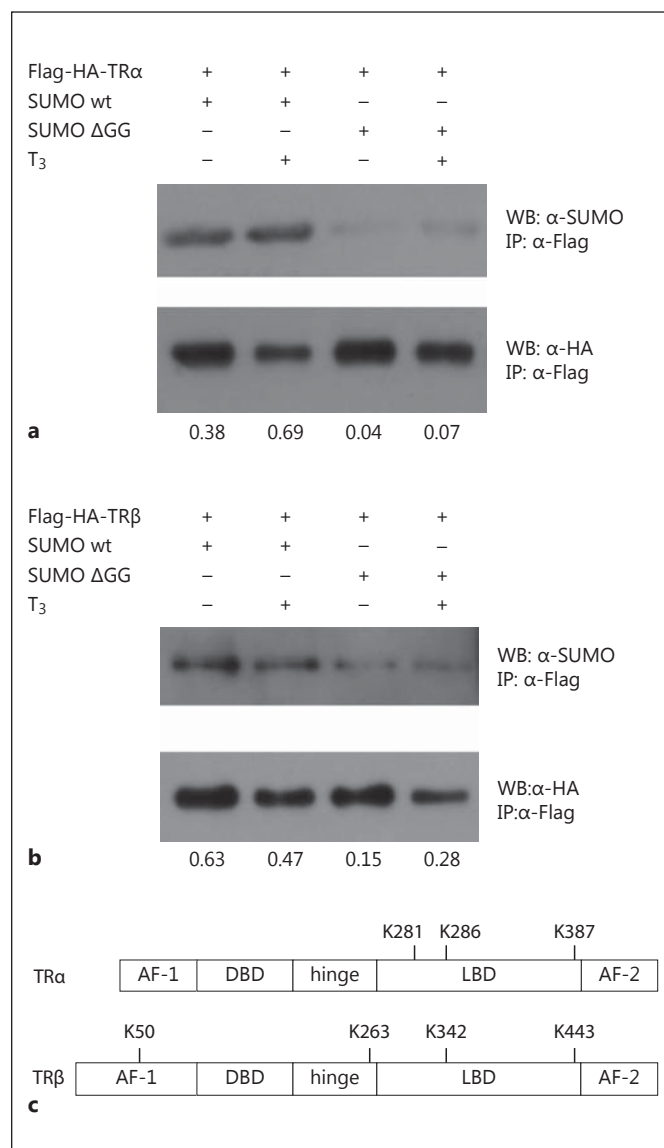 Flag-HA-TRα + + + +
SUMO wt + + – –
SUMO ΔGG – – + +
T3 – + – +
WB: α-SUMO
IP: α-Flag
WB: α-HA
IP: α-Flag
a 0.38 0.69 0.04 0.07
Flag-HA-TRβ + + + +
SUMO wt + + – –
SUMO ΔGG – – + +
T3 – + – +
WB: α-SUMO
IP: α-Flag
WB:α-HA
IP:α-Flag
b 0.63 0.47 0.15 0.28
K281 K286 K387
TRα AF-1 DBD hinge LBD AF-2
K50 K263 K342 K443
TRβ AF-1 DBD hinge LBD AF-2
c